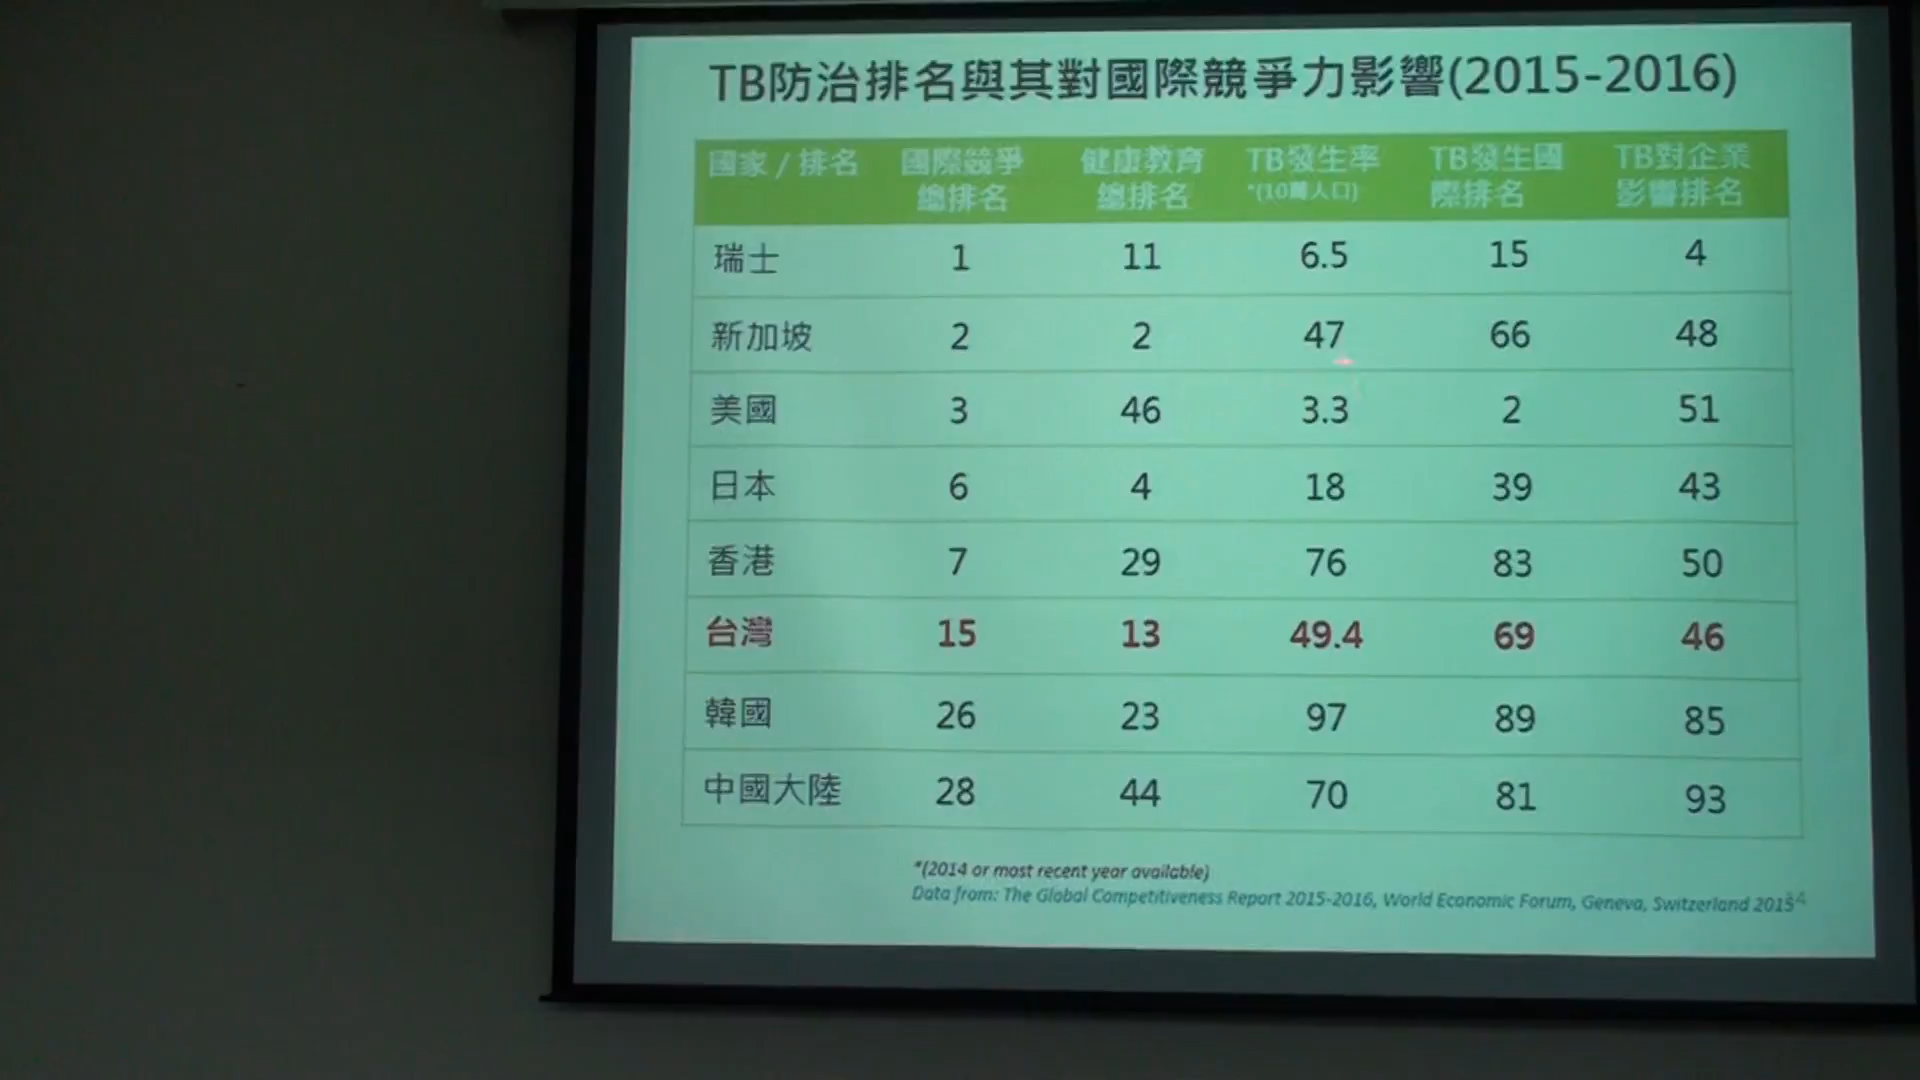 TB防治排名與其對國際競爭力影響(2015-2016)
國家 / 排名 國際競爭總排名 健康教育總排名 TB發生率*(10萬人口) TB發生國際排名 TB對企業影響排名
瑞士 1 11 6.5 15 4
新加坡 2 2 47 66 48
美國 3 46 3.3 2 51
日本 6 4 18 39 43
香港 7 29 76 83 50
台灣 15 13 49.4 69 46
韓國 26 23 97 89 85
中國大陸 28 44 70 81 93
*(2014 or most recent year available)
Data from: The Global Competitiveness Report 2015-2016, World Economic Forum, Geneva, Switzerland 2015